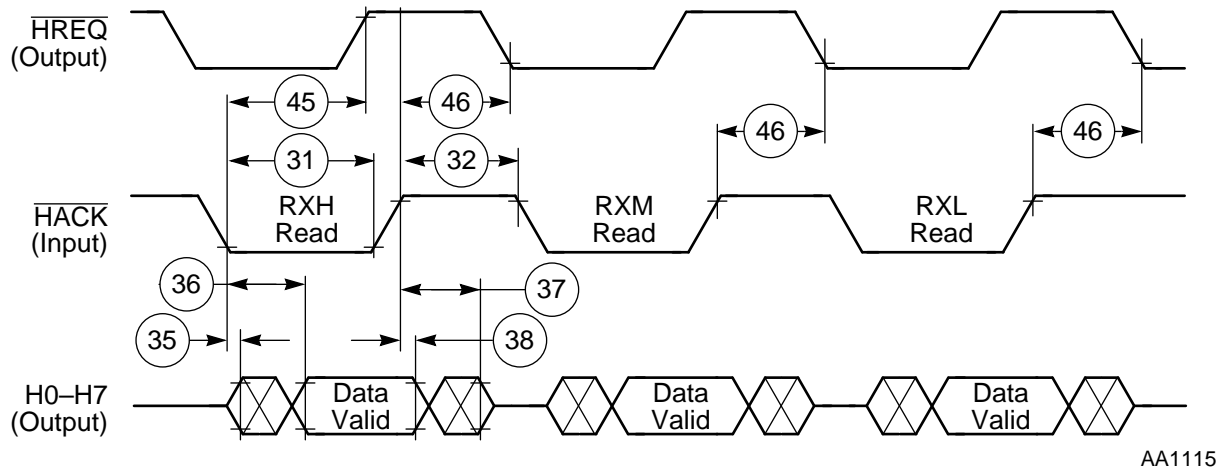 HREQ
(Output)
45
46
46
46
31
32
HACK
(Input)
RXH
Read
RXM
Read
RXL
Read
36
37
35
38
H0–H7
(Output)
Data
Valid
Data
Valid
Data
Valid
AA1115